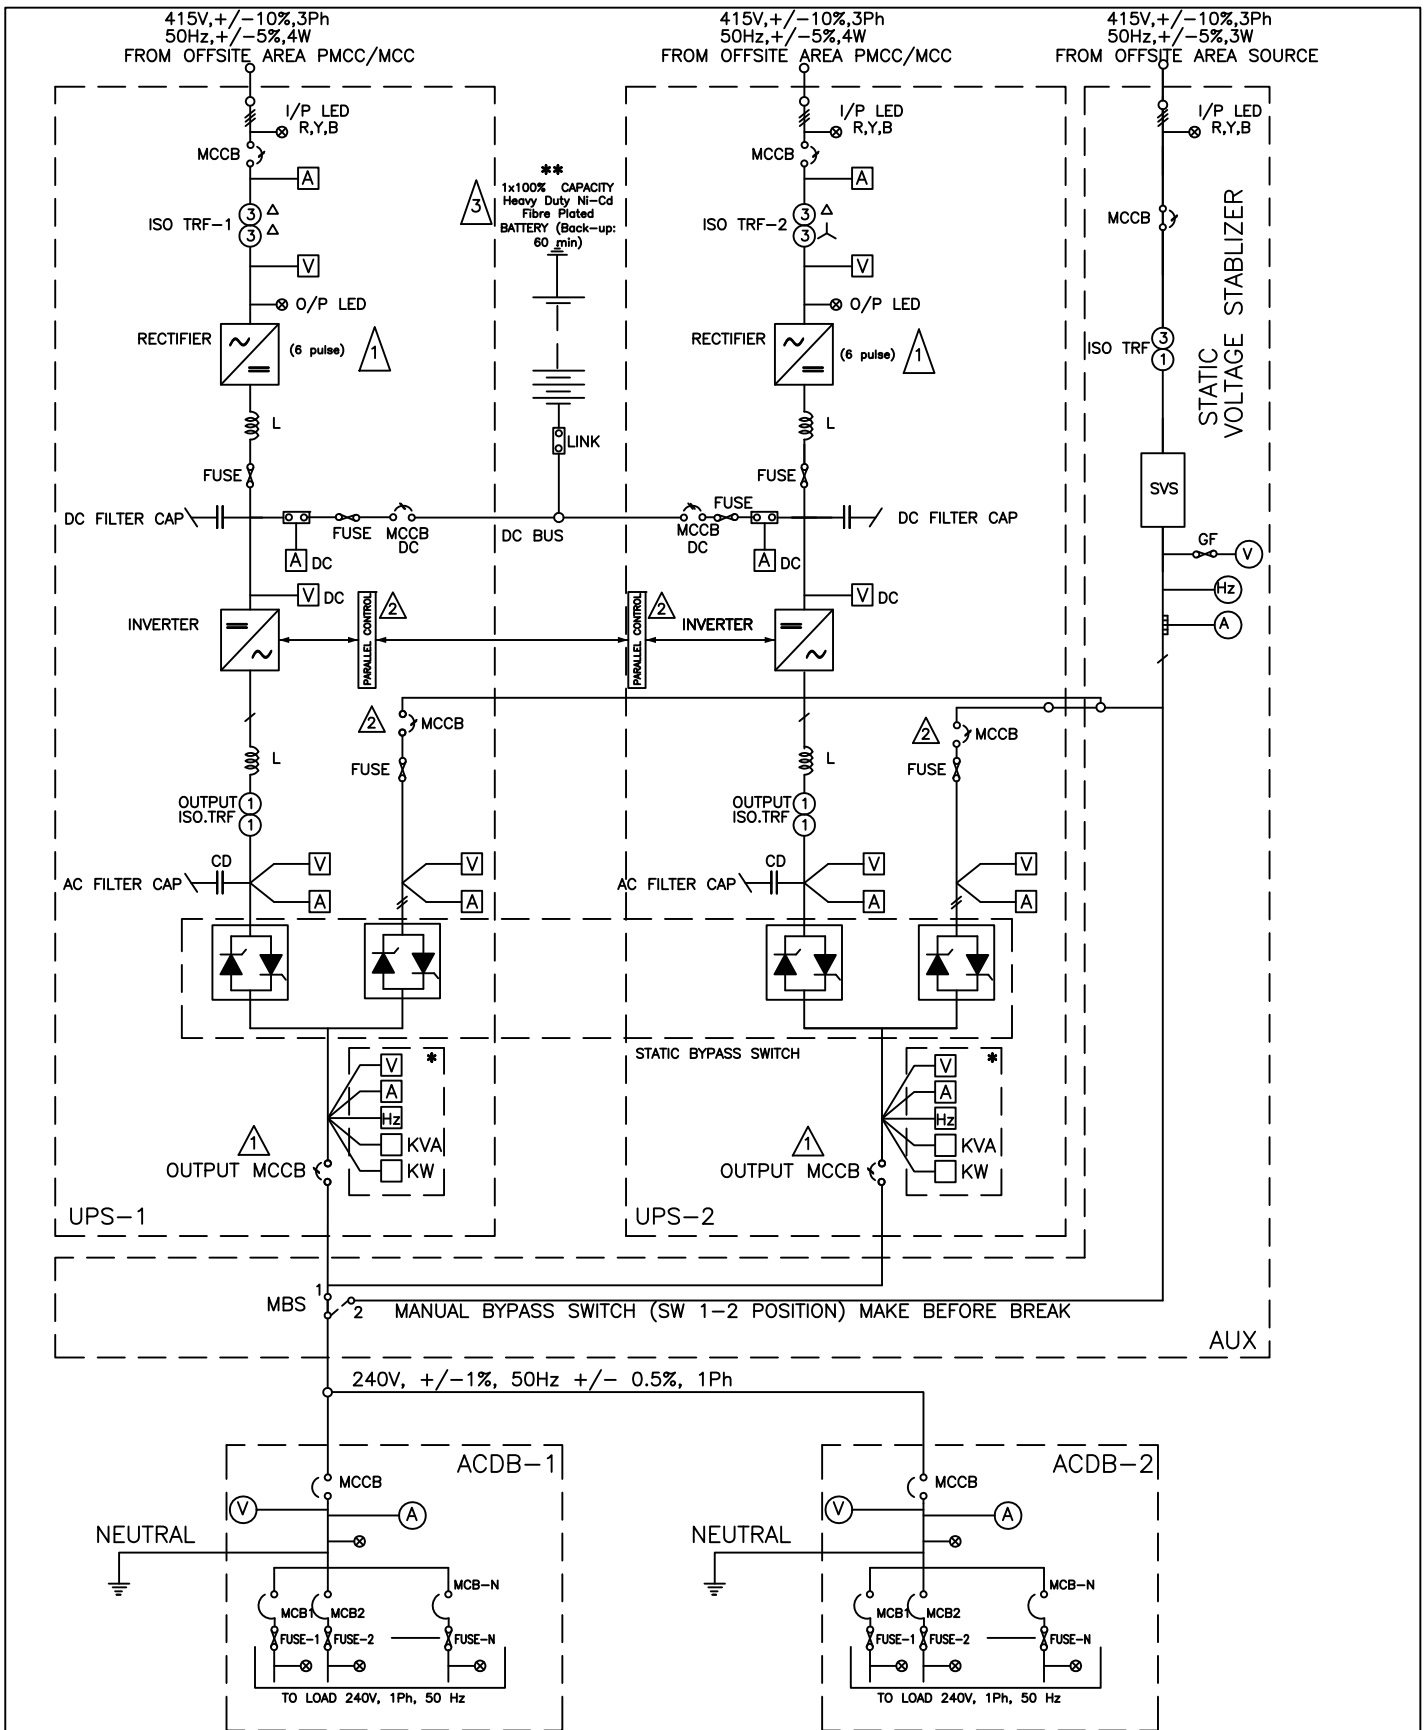 415V,+/-10%,3Ph
50Hz,+/-5%,4W
FROM OFFSITE AREA PMCC/MCC
415V,+/-10%,3Ph
50Hz,+/-5%,4W
FROM OFFSITE AREA PMCC/MCC
415V,+/-10%,3Ph
50Hz,+/-5%,3W
FROM OFFSITE AREA SOURCE
I/P LED
R,Y,B
MCCB
A
ISO TRF-1
3
3
V
O/P LED
RECTIFIER
(6 pulse)
1
L
FUSE
DC FILTER CAP
A
DC
FUSE
MCCB
DC
V
DC
INVERTER
PARALLEL CONTROL
2
**
1x100% CAPACITY
Heavy Duty Ni-Cd
Fibre Plated
BATTERY (Back-up:
60 min)
3
LINK
DC BUS
I/P LED
R,Y,B
MCCB
A
ISO TRF-2
3
3
V
O/P LED
RECTIFIER
(6 pulse)
1
L
FUSE
FUSE
MCCB
DC
A
DC
DC FILTER CAP
V
DC
PARALLEL CONTROL
2
INVERTER
I/P LED
R,Y,B
MCCB
ISO TRF
3
1
STATIC
VOLTAGE STABLIZER
SVS
GF
V
Hz
A
2
MCCB
FUSE
L
OUTPUT
ISO.TRF
1
1
CD
AC FILTER CAP
V
A
V
A
2
MCCB
FUSE
L
OUTPUT
ISO.TRF
1
1
CD
AC FILTER CAP
V
A
V
A
STATIC BYPASS SWITCH
*
V
A
Hz
KVA
KW
1
OUTPUT MCCB
UPS-1
*
V
A
Hz
KVA
KW
1
OUTPUT MCCB
UPS-2
MBS
1
2
MANUAL BYPASS SWITCH (SW 1-2 POSITION) MAKE BEFORE BREAK
AUX
240V, +/-1%, 50Hz +/- 0.5%, 1Ph
ACDB-1
MCCB
V
A
NEUTRAL
MCB1
MCB2
MCB-N
FUSE-1
FUSE-2
FUSE-N
TO LOAD 240V, 1Ph, 50 Hz
ACDB-2
MCCB
V
A
NEUTRAL
MCB1
MCB2
MCB-N
FUSE-1
FUSE-2
FUSE-N
TO LOAD 240V, 1Ph, 50 Hz